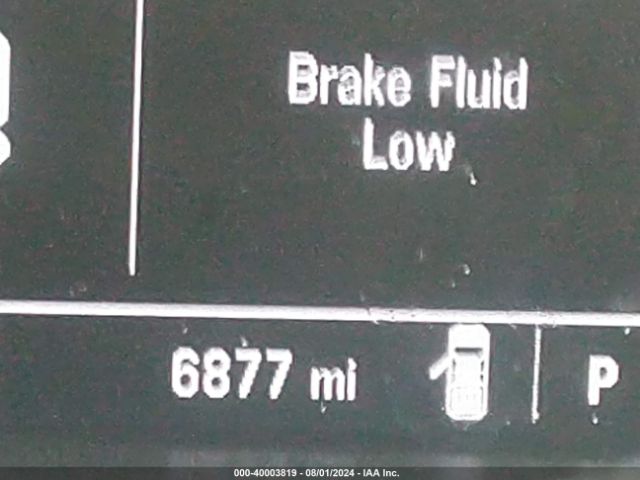 Brake Fluid
Low
6877 mi
P
000-40003819 - 08/01/2024 - IAA Inc.